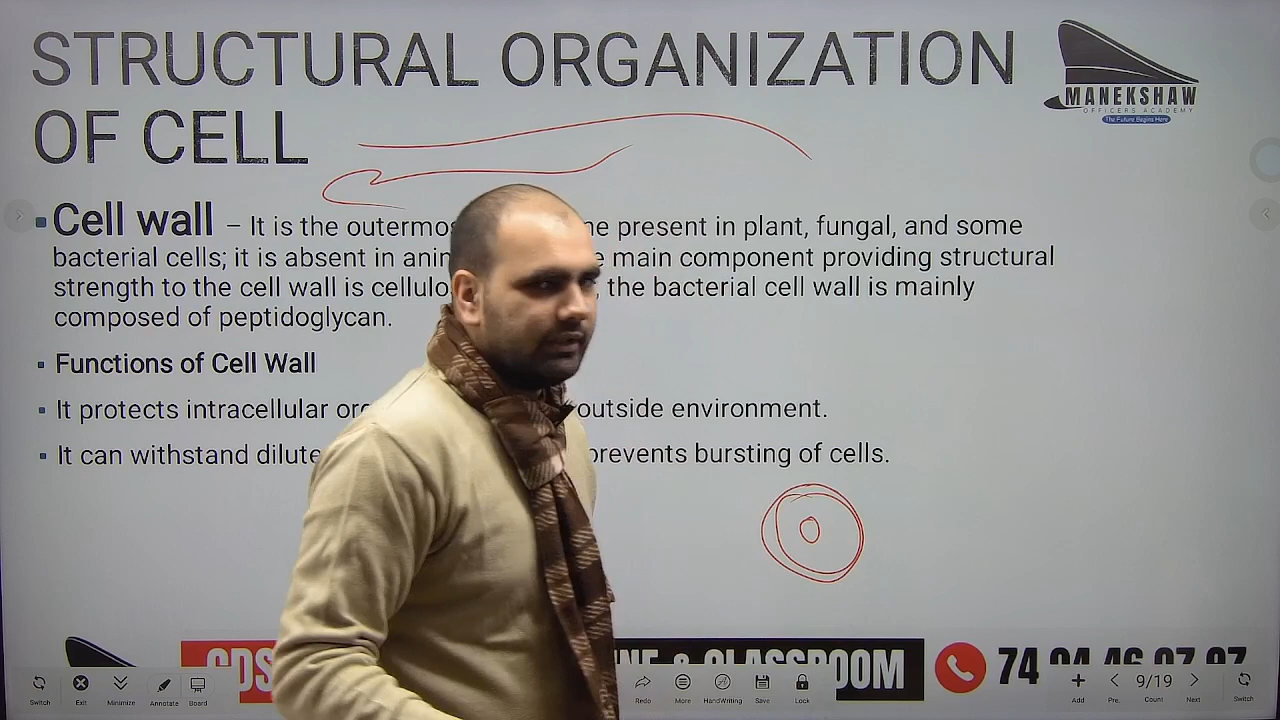 STRUCTURAL ORGANIZATION
OF CELL
MANEKSHAW
OFFICERS ACADEMY
The Future Begins Here
Cell wall – It is the outermos ne present in plant, fungal, and some
bacterial cells; it is absent in anim main component providing structural
strength to the cell wall is cellulo , the bacterial cell wall is mainly
composed of peptidoglycan.
Functions of Cell Wall
It protects intracellular org outside environment.
It can withstand dilute prevents bursting of cells.
CDS NE & CLASSROOM 74 04 46 07 97
Switch Exit Minimize Annotate Board Redo More HandWriting Save Lock Add Pre. 9/19 Count Next Switch